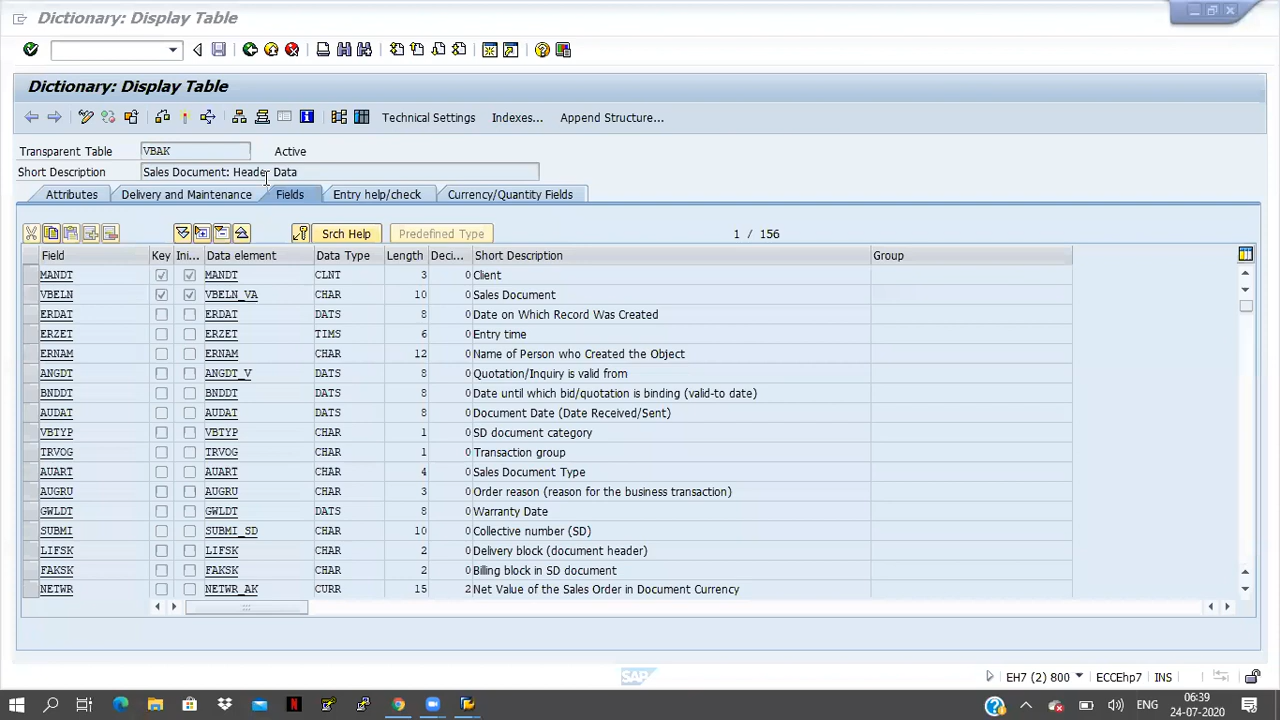 Dictionary: Display Table
Dictionary: Display Table
Technical Settings Indexes... Append Structure...
Transparent Table VBAK Active
Short Description Sales Document: Header Data
Attributes Delivery and Maintenance Fields Entry help/check Currency/Quantity Fields
Srch Help Predefined Type 1 / 156
Field Key Ini... Data element Data Type Length Deci... Short Description Group
MANDT MANDT CLNT 3 0 Client
VBELN VBELN_VA CHAR 10 0 Sales Document
ERDAT ERDAT DATS 8 0 Date on Which Record Was Created
ERZET ERZET TIMS 6 0 Entry time
ERNAM ERNAM CHAR 12 0 Name of Person who Created the Object
ANGDT ANGDT_V DATS 8 0 Quotation/Inquiry is valid from
BNDDT BNDDT DATS 8 0 Date until which bid/quotation is binding (valid-to date)
AUDAT AUDAT DATS 8 0 Document Date (Date Received/Sent)
VBTYP VBTYP CHAR 1 0 SD document category
TRVOG TRVOG CHAR 1 0 Transaction group
AUART AUART CHAR 4 0 Sales Document Type
AUGRU AUGRU CHAR 3 0 Order reason (reason for the business transaction)
GWLDT GWLDT DATS 8 0 Warranty Date
SUBMI SUBMI_SD CHAR 10 0 Collective number (SD)
LIFSK LIFSK CHAR 2 0 Delivery block (document header)
FAKSK FAKSK CHAR 2 0 Billing block in SD document
NETWR NETWR_AK CURR 15 2 Net Value of the Sales Order in Document Currency
SAP EH7 (2) 800 ECCEhp7 INS
ENG 06:39
24-07-2020